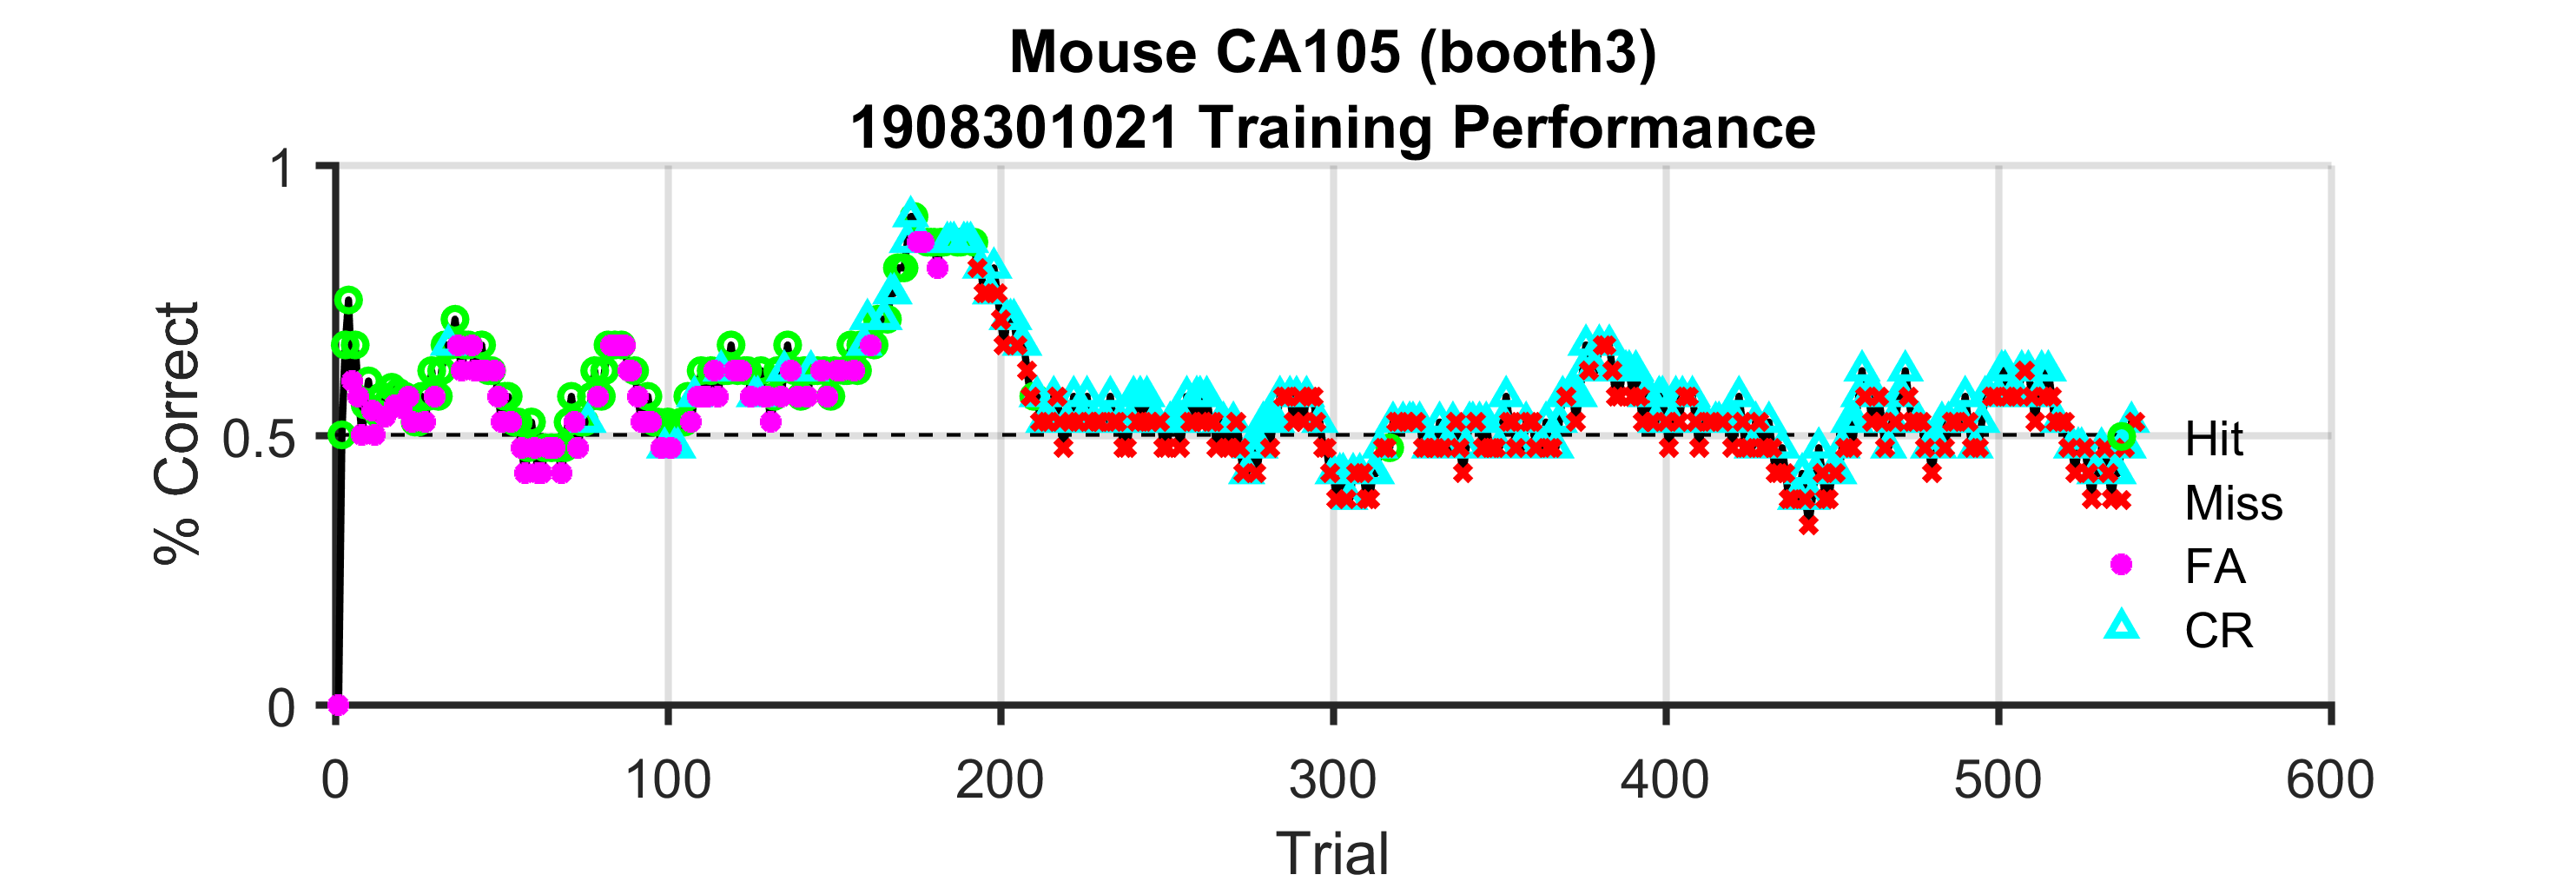 Mouse CA105 (booth3)
1908301021 Training Performance
1
0.5
0
% Correct
0
100
200
300
400
500
600
Trial
Hit
Miss
FA
CR